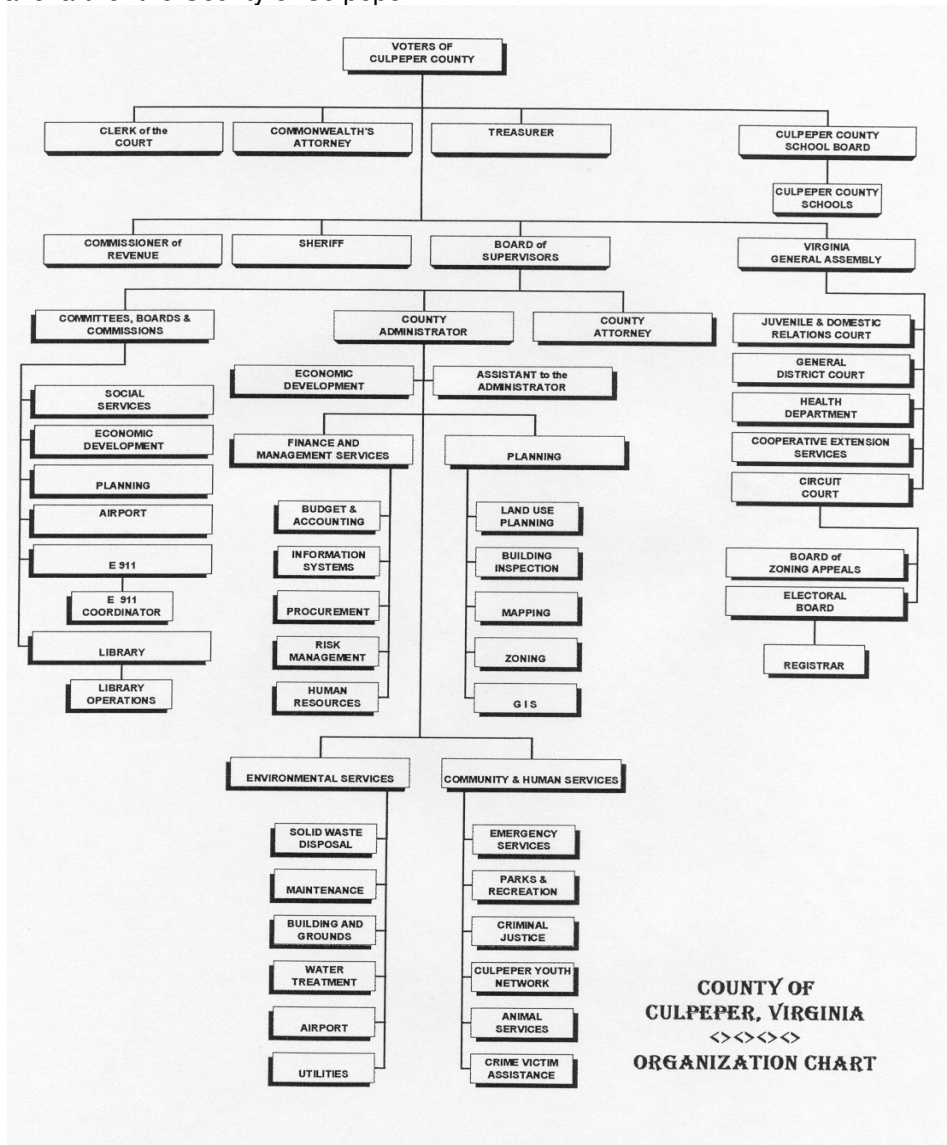 VOTERS OF
CULPEPER COUNTY
CLERK of the
COURT
COMMONWEALTH'S
ATTORNEY
TREASURER
CULPEPER COUNTY
SCHOOL BOARD
CULPEPER COUNTY
SCHOOLS
COMMISSIONER of
REVENUE
SHERIFF
BOARD of
SUPERVISORS
VIRGINIA
GENERAL ASSEMBLY
COMMITTEES, BOARDS &
COMMISSIONS
COUNTY
ADMINISTRATOR
COUNTY
ATTORNEY
JUVENILE & DOMESTIC
RELATIONS COURT
GENERAL
DISTRICT COURT
HEALTH
DEPARTMENT
COOPERATIVE EXTENSION
SERVICES
CIRCUIT
COURT
BOARD of
ZONING APPEALS
ELECTORAL
BOARD
REGISTRAR
ECONOMIC
DEVELOPMENT
ASSISTANT to the
ADMINISTRATOR
SOCIAL
SERVICES
ECONOMIC
DEVELOPMENT
PLANNING
AIRPORT
E 911
E 911
COORDINATOR
LIBRARY
LIBRARY
OPERATIONS
FINANCE AND
MANAGEMENT SERVICES
BUDGET &
ACCOUNTING
INFORMATION
SYSTEMS
PROCUREMENT
RISK
MANAGEMENT
HUMAN
RESOURCES
PLANNING
LAND USE
PLANNING
BUILDING
INSPECTION
MAPPING
ZONING
G I S
ENVIRONMENTAL SERVICES
SOLID WASTE
DISPOSAL
MAINTENANCE
BUILDING AND
GROUNDS
WATER
TREATMENT
AIRPORT
UTILITIES
COMMUNITY & HUMAN SERVICES
EMERGENCY
SERVICES
PARKS &
RECREATION
CRIMINAL
JUSTICE
CULPEPER YOUTH
NETWORK
ANIMAL
SERVICES
CRIME VICTIM
ASSISTANCE
COUNTY OF
CULPEPER, VIRGINIA
<><><><>
ORGANIZATION CHART